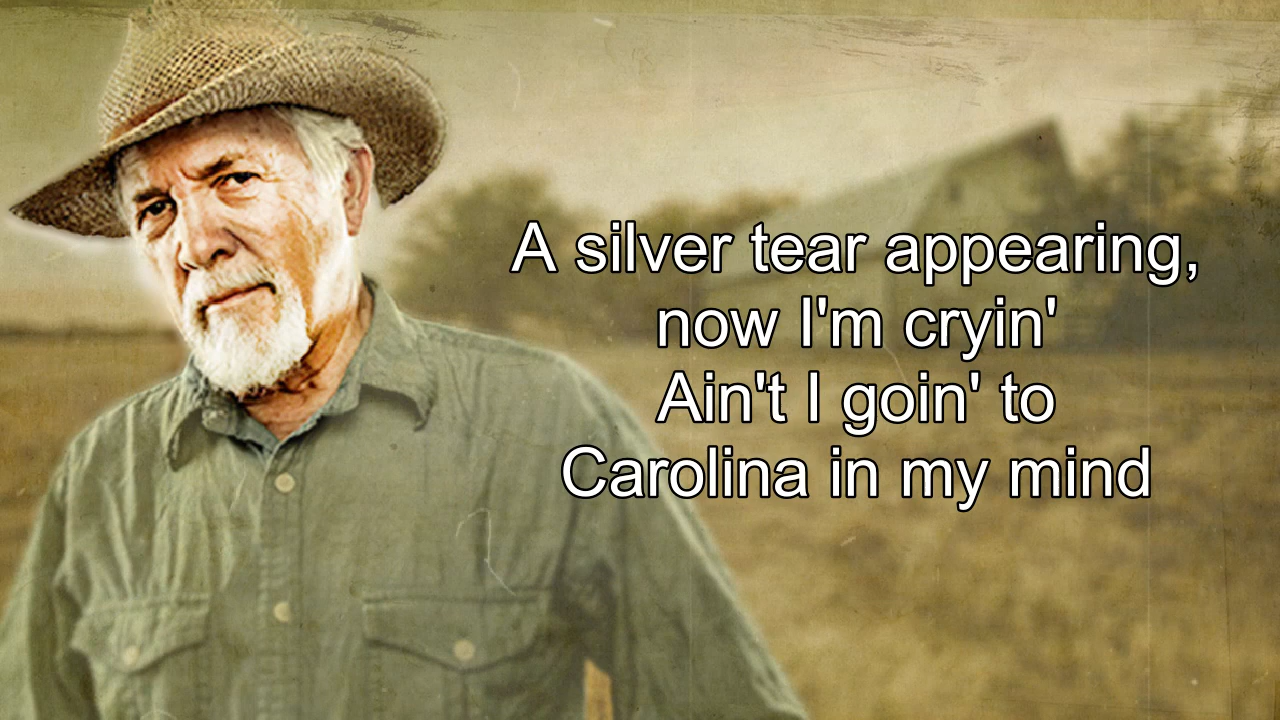 A silver tear appearing,
now I'm cryin'
Ain't I goin' to
Carolina in my mind